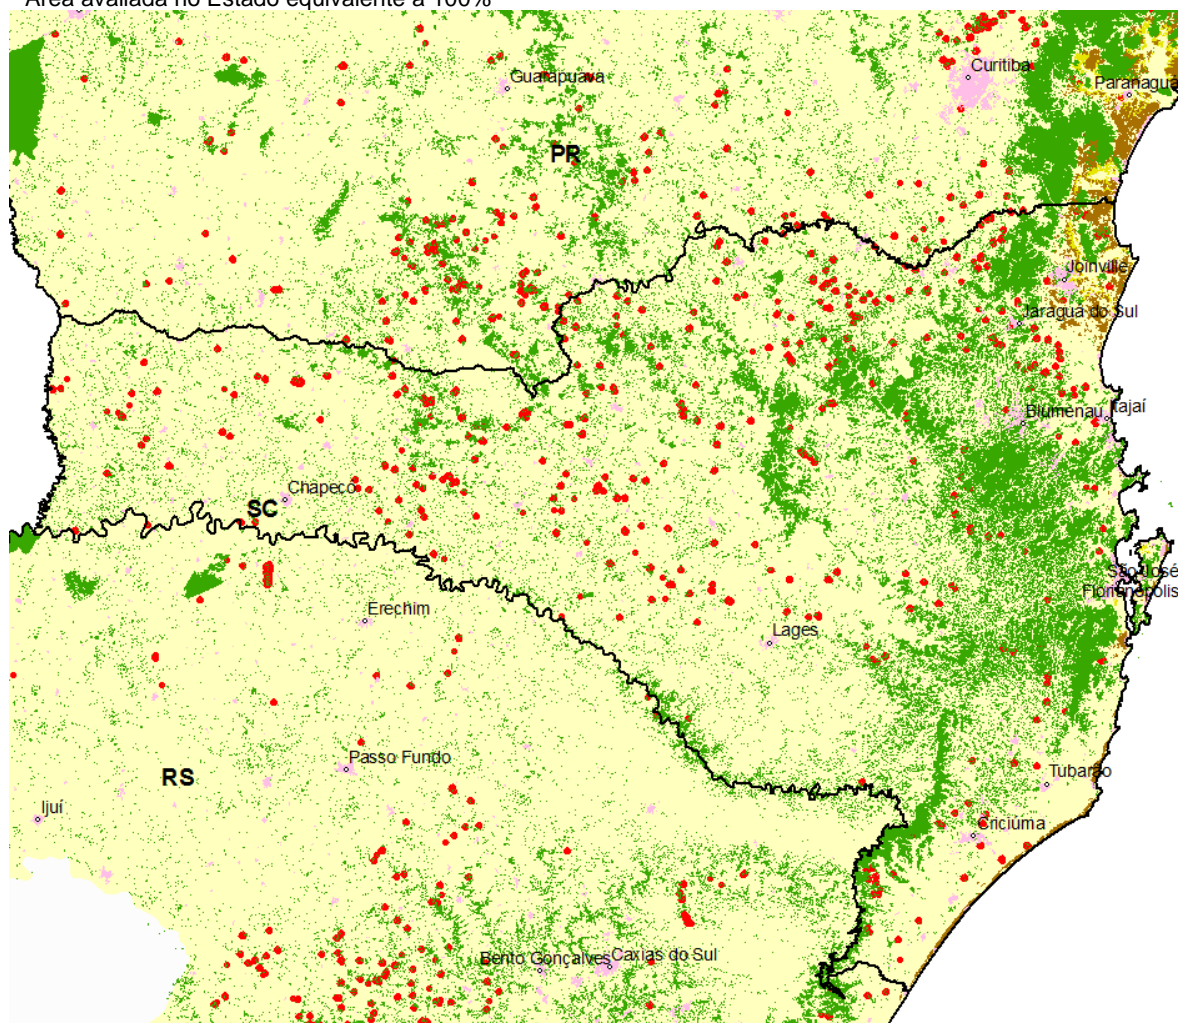 Área avaliada no Estado equivalente a 100%
Guarapuava
Curitiba
Paranaguá
PR
Joinville
Jaraguá do Sul
Blumenau
Itajaí
Chapecó
SC
São José
Florianópolis
Erechim
Lages
Passo Fundo
RS
Tubarão
Ijuí
Criciúma
Bento Gonçalves
Caxias do Sul